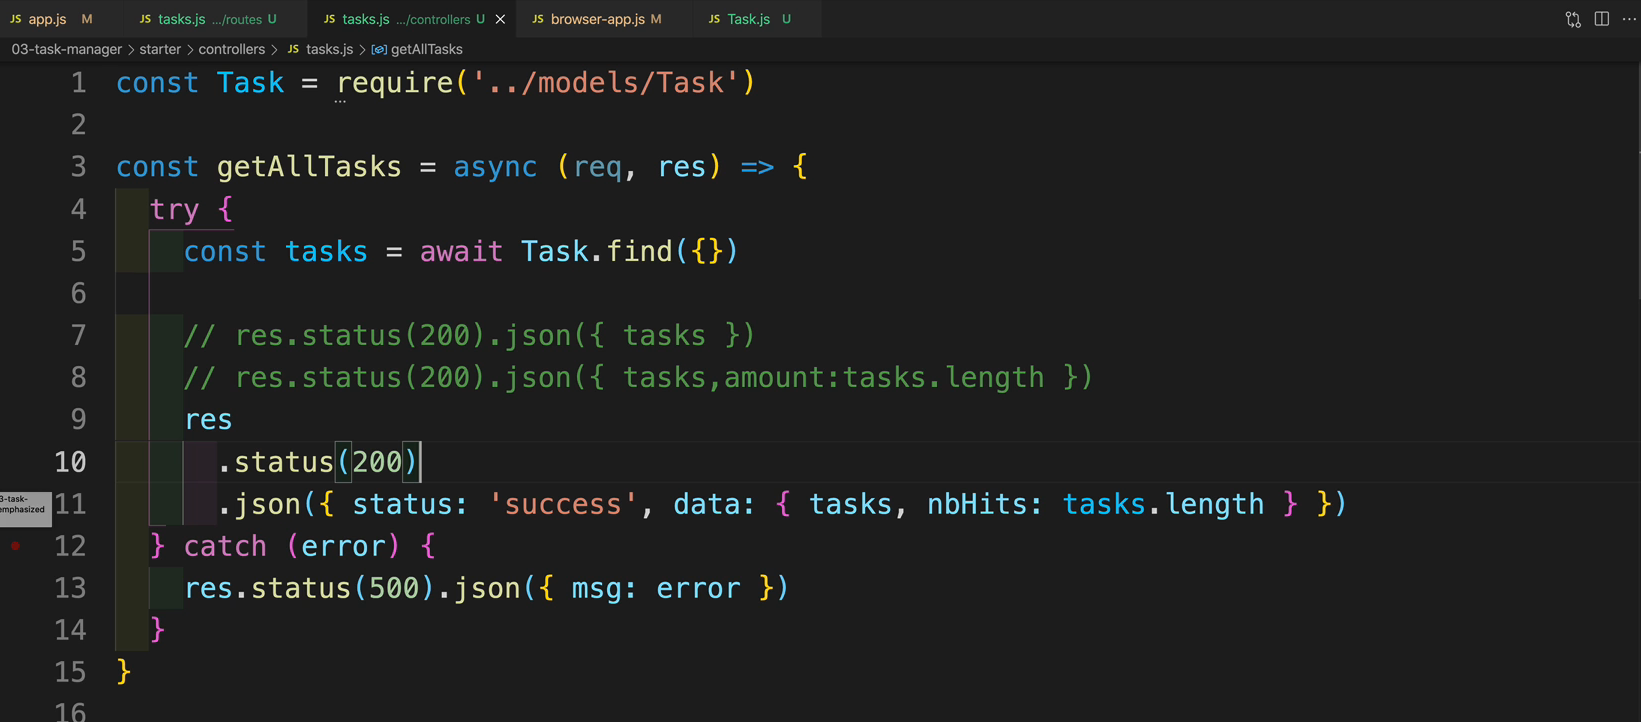 JS app.js M JS tasks.js .../routes U JS tasks.js .../controllers U JS browser-app.js M JS Task.js U
03-task-manager > starter > controllers > JS tasks.js > getAllTasks
1 const Task = require('../models/Task')
2
3 const getAllTasks = async (req, res) => {
4 try {
5 const tasks = await Task.find({})
6
7 // res.status(200).json({ tasks })
8 // res.status(200).json({ tasks,amount:tasks.length })
9 res
10 .status(200)
3-task-
emphasized
11 .json({ status: 'success', data: { tasks, nbHits: tasks.length } })
12 } catch (error) {
13 res.status(500).json({ msg: error })
14 }
15 }
16